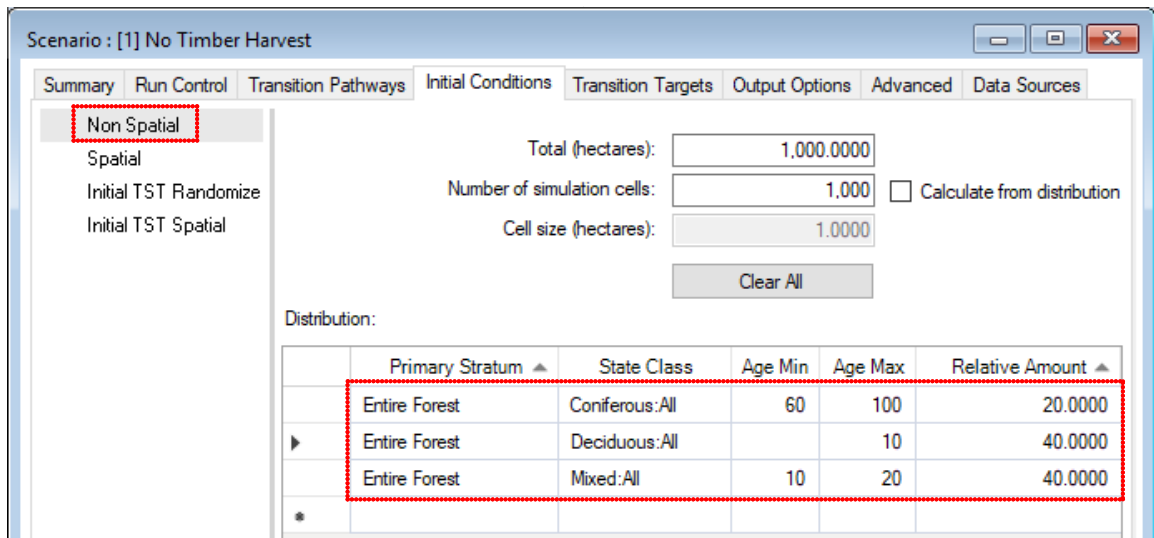 Scenario : [1] No Timber Harvest
Summary Run Control Transition Pathways Initial Conditions Transition Targets Output Options Advanced Data Sources
Non Spatial
Spatial
Initial TST Randomize
Initial TST Spatial
Total (hectares): 1,000.0000
Number of simulation cells: 1,000 Calculate from distribution
Cell size (hectares): 1.0000
Clear All
Distribution:
Primary Stratum State Class Age Min Age Max Relative Amount
Entire Forest Coniferous:All 60 100 20.0000
Entire Forest Deciduous:All 10 40.0000
Entire Forest Mixed:All 10 20 40.0000